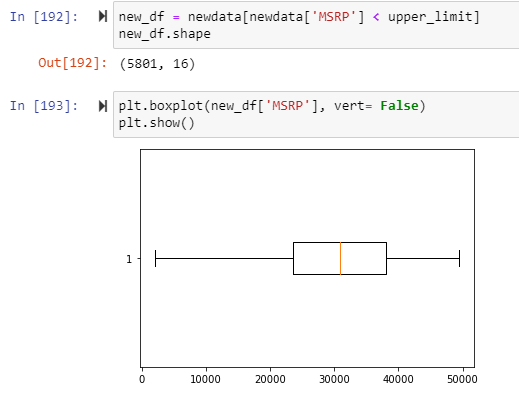 In [192]:
new_df = newdata[newdata['MSRP'] < upper_limit]
new_df.shape
Out[192]: (5801, 16)
In [193]:
plt.boxplot(new_df['MSRP'], vert= False)
plt.show()
1
0 10000 20000 30000 40000 50000